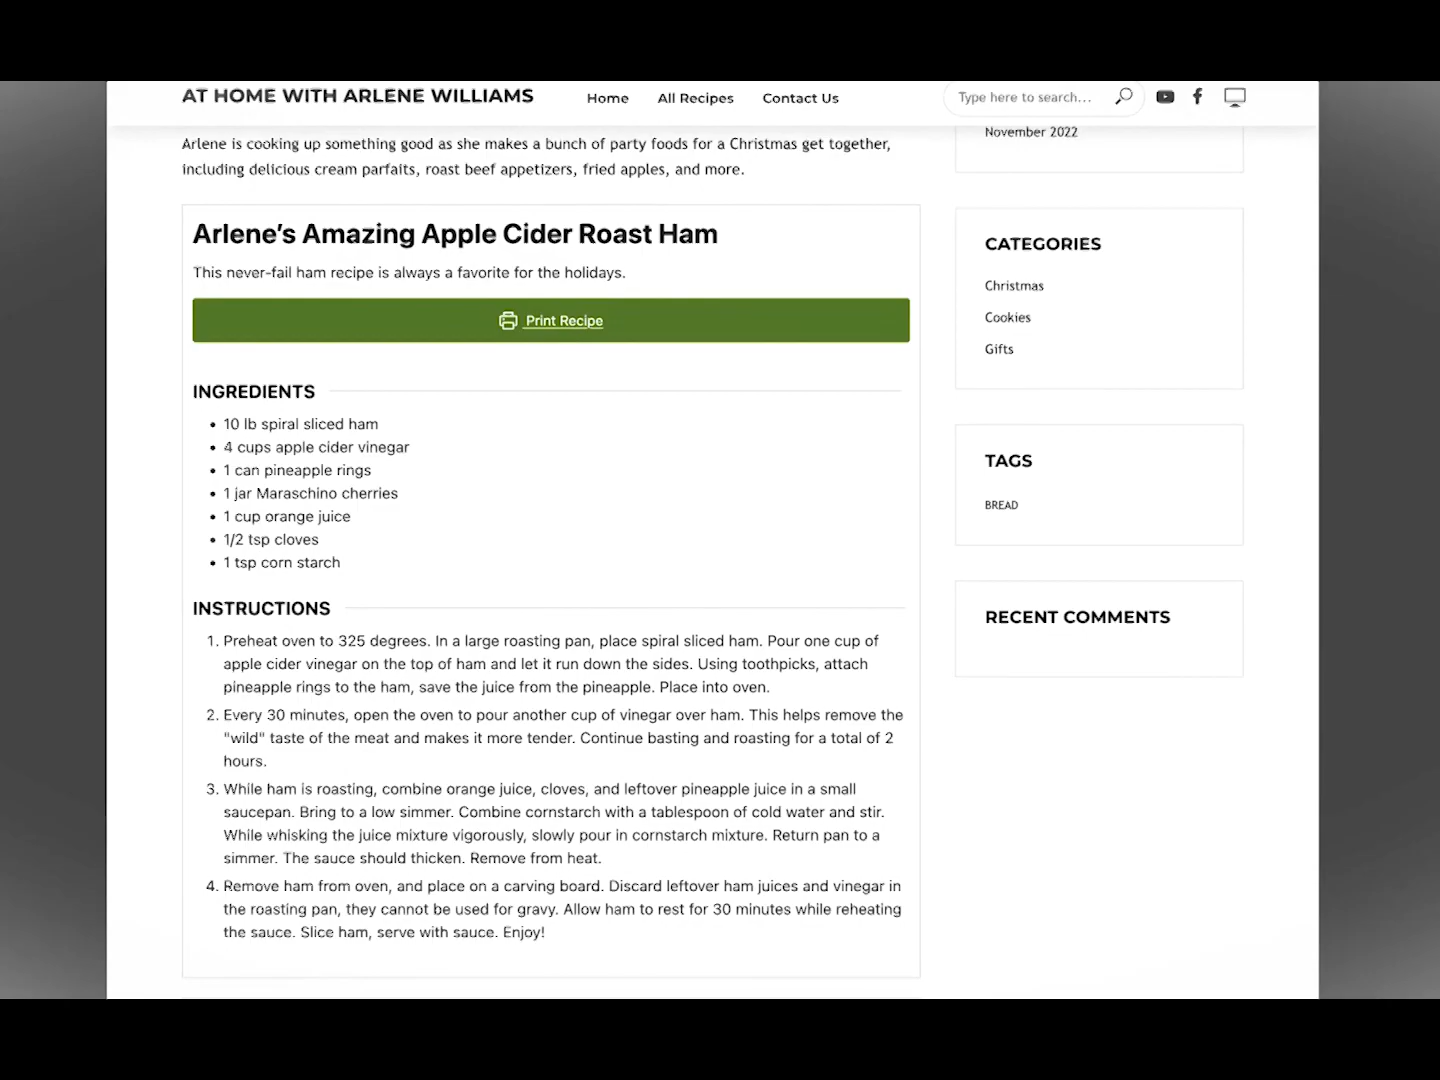 AT HOME WITH ARLENE WILLIAMS
Home
All Recipes
Contact Us
Type here to search...
Arlene is cooking up something good as she makes a bunch of party foods for a Christmas get together,
including delicious cream parfaits, roast beef appetizers, fried apples, and more.
Arlene's Amazing Apple Cider Roast Ham
This never-fail ham recipe is always a favorite for the holidays.
Print Recipe
INGREDIENTS
• 10 lb spiral sliced ham
• 4 cups apple cider vinegar
• 1 can pineapple rings
• 1 jar Maraschino cherries
• 1 cup orange juice
• 1/2 tsp cloves
• 1 tsp corn starch
INSTRUCTIONS
1. Preheat oven to 325 degrees. In a large roasting pan, place spiral sliced ham. Pour one cup of
apple cider vinegar on the top of ham and let it run down the sides. Using toothpicks, attach
pineapple rings to the ham, save the juice from the pineapple. Place into oven.
2. Every 30 minutes, open the oven to pour another cup of vinegar over ham. This helps remove the
"wild" taste of the meat and makes it more tender. Continue basting and roasting for a total of 2
hours.
3. While ham is roasting, combine orange juice, cloves, and leftover pineapple juice in a small
saucepan. Bring to a low simmer. Combine cornstarch with a tablespoon of cold water and stir.
While whisking the juice mixture vigorously, slowly pour in cornstarch mixture. Return pan to a
simmer. The sauce should thicken. Remove from heat.
4. Remove ham from oven, and place on a carving board. Discard leftover ham juices and vinegar in
the roasting pan, they cannot be used for gravy. Allow ham to rest for 30 minutes while reheating
the sauce. Slice ham, serve with sauce. Enjoy!
November 2022
CATEGORIES
Christmas
Cookies
Gifts
TAGS
BREAD
RECENT COMMENTS